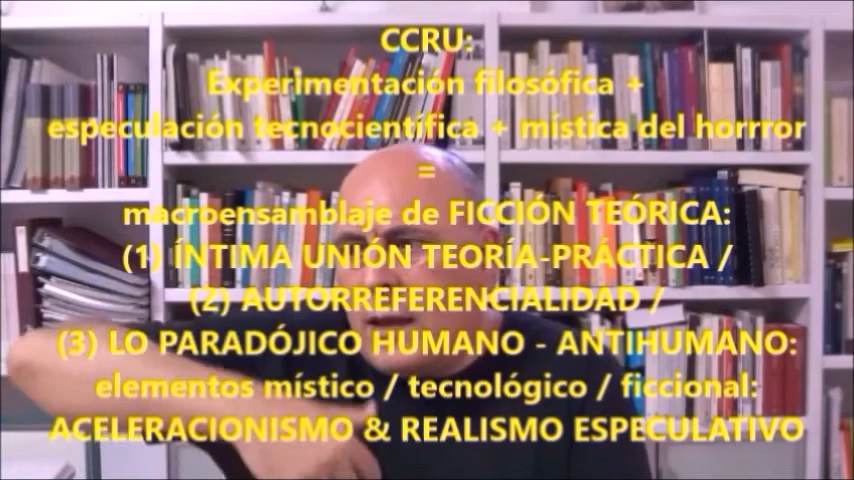 CCRU:
Experimentación filosófica +
especulación tecnocientífica + mística del horrror
=
macroensamblaje de FICCIÓN TEÓRICA:
(1) ÍNTIMA UNIÓN TEORÍA-PRÁCTICA /
(2) AUTORREFERENCIALIDAD /
(3) LO PARADÓJICO HUMANO - ANTIHUMANO:
elementos místico / tecnológico / ficcional:
ACELERACIONISMO & REALISMO ESPECULATIVO